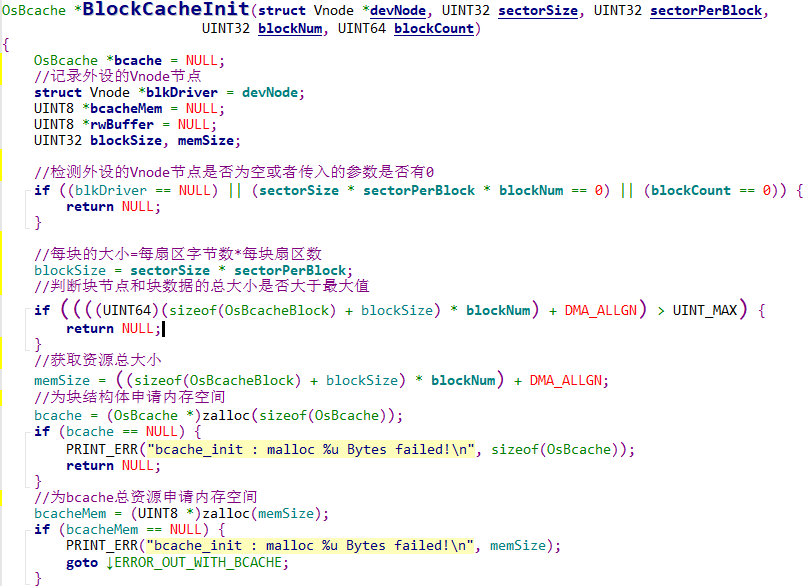 OsBcache *BlockCacheInit(struct Vnode *devNode, UINT32 sectorSize, UINT32 sectorPerBlock,
UINT32 blockNum, UINT64 blockCount)
{
OsBcache *bcache = NULL;
//记录外设的Vnode节点
struct Vnode *blkDriver = devNode;
UINT8 *bcacheMem = NULL;
UINT8 *rwBuffer = NULL;
UINT32 blockSize, memSize;
//检测外设的Vnode节点是否为空或者传入的参数是否有0
if ((blkDriver == NULL) || (sectorSize * sectorPerBlock * blockNum == 0) || (blockCount == 0)) {
return NULL;
}
//每块的大小=每扇区字节数*每块扇区数
blockSize = sectorSize * sectorPerBlock;
//判断块节点和块数据的总大小是否大于最大值
if ((((UINT64)(sizeof(OsBcacheBlock) + blockSize) * blockNum) + DMA_ALLGN) > UINT_MAX) {
return NULL;
}
//获取资源总大小
memSize = ((sizeof(OsBcacheBlock) + blockSize) * blockNum) + DMA_ALLGN;
//为块结构体申请内存空间
bcache = (OsBcache *)zalloc(sizeof(OsBcache));
if (bcache == NULL) {
PRINT_ERR("bcache_init : malloc %u Bytes failed!\n", sizeof(OsBcache));
return NULL;
}
//为bcache总资源申请内存空间
bcacheMem = (UINT8 *)zalloc(memSize);
if (bcacheMem == NULL) {
PRINT_ERR("bcache_init : malloc %u Bytes failed!\n", memSize);
goto ↓ERROR_OUT_WITH_BCACHE;
}